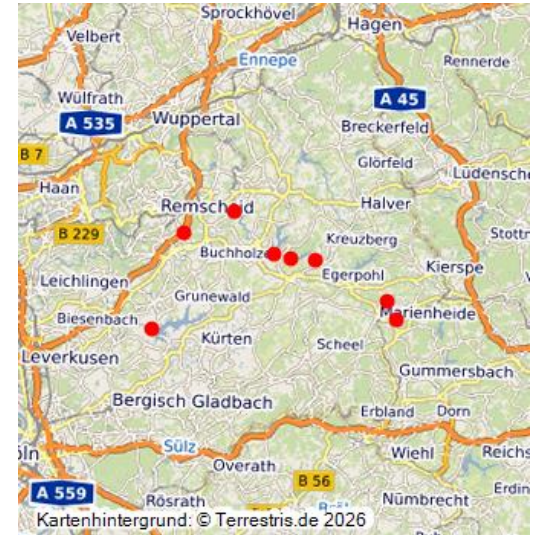 Sprockhövel
Hagen
Velbert
Ennepe
Rennerde
Wülfrath
A 45
A 535
Wuppertal
Breckerfeld
B 7
Glörfeld
Lüdensche
Haan
Remscheid
Halver
B 229
Kreuzberg
Stottr
Buchholze
Leichlingen
Egerpohl
Kierspe
Grunewald
Biesenbach
Marienheide
Kürten
Scheel
Leverkusen
Gummersbach
Bergisch Gladbach
Erbland
Dorn
Sülz
öln
Wiehl
Reichs
Overath
B 56
A 559
Erdin
Rösrath
Nümbrecht
Kartenhintergrund: © Terrestris.de 2026